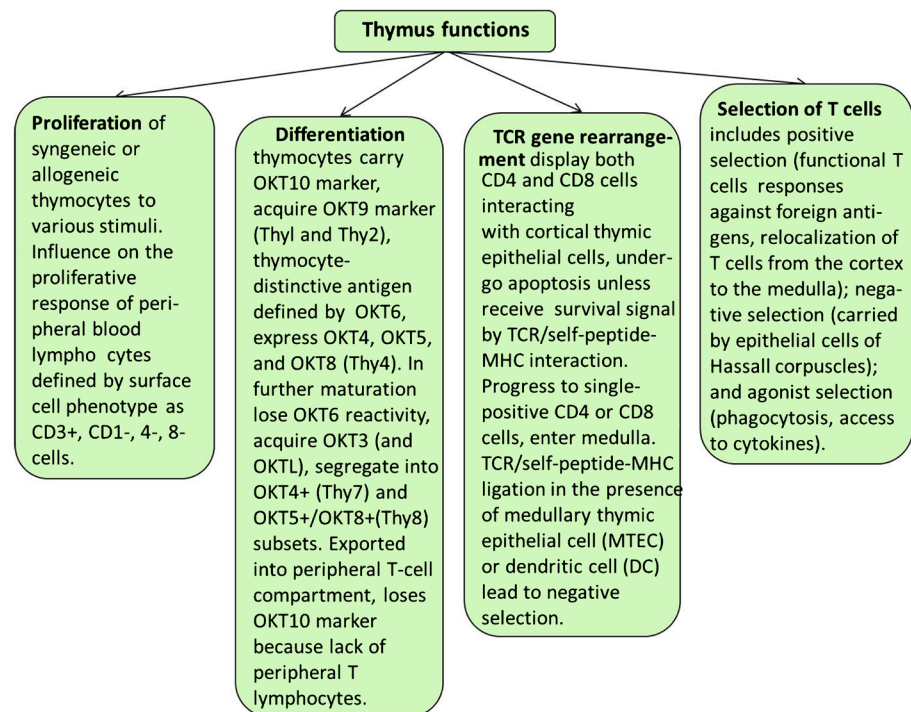 Thymus functions
Proliferation of
syngeneic or
allogeneic
thymocytes to
various stimuli.
Influence on the
proliferative
response of peri-
pheral blood
lympho cytes
defined by surface
cell phenotype as
CD3+, CD1-, 4-, 8-
cells.
Differentiation
thymocytes carry
OKT10 marker,
acquire OKT9 marker
(Thyl and Thy2),
thymocyte-
distinctive antigen
defined by OKT6,
express OKT4, OKT5,
and OKT8 (Thy4). In
further maturation
lose OKT6 reactivity,
acquire OKT3 (and
OKTL), segregate into
OKT4+ (Thy7) and
OKT5+/OKT8+(Thy8)
subsets. Exported
into peripheral T-cell
compartment, loses
OKT10 marker
because lack of
peripheral T
lymphocytes.
TCR gene rearrange-
ment display both
CD4 and CD8 cells
interacting
with cortical thymic
epithelial cells, under-
go apoptosis unless
receive survival signal
by TCR/self-peptide-
MHC interaction.
Progress to single-
positive CD4 or CD8
cells, enter medulla.
TCR/self-peptide-MHC
ligation in the presence
of medullary thymic
epithelial cell (MTEC)
or dendritic cell (DC)
lead to negative
selection.
Selection of T cells
includes positive
selection (functional T
cells responses
against foreign anti-
gens, relocalization of
T cells from the cortex
to the medulla); nega-
tive selection (carried
by epithelial cells of
Hassall corpuscles);
and agonist selection
(phagocytosis, access
to cytokines).